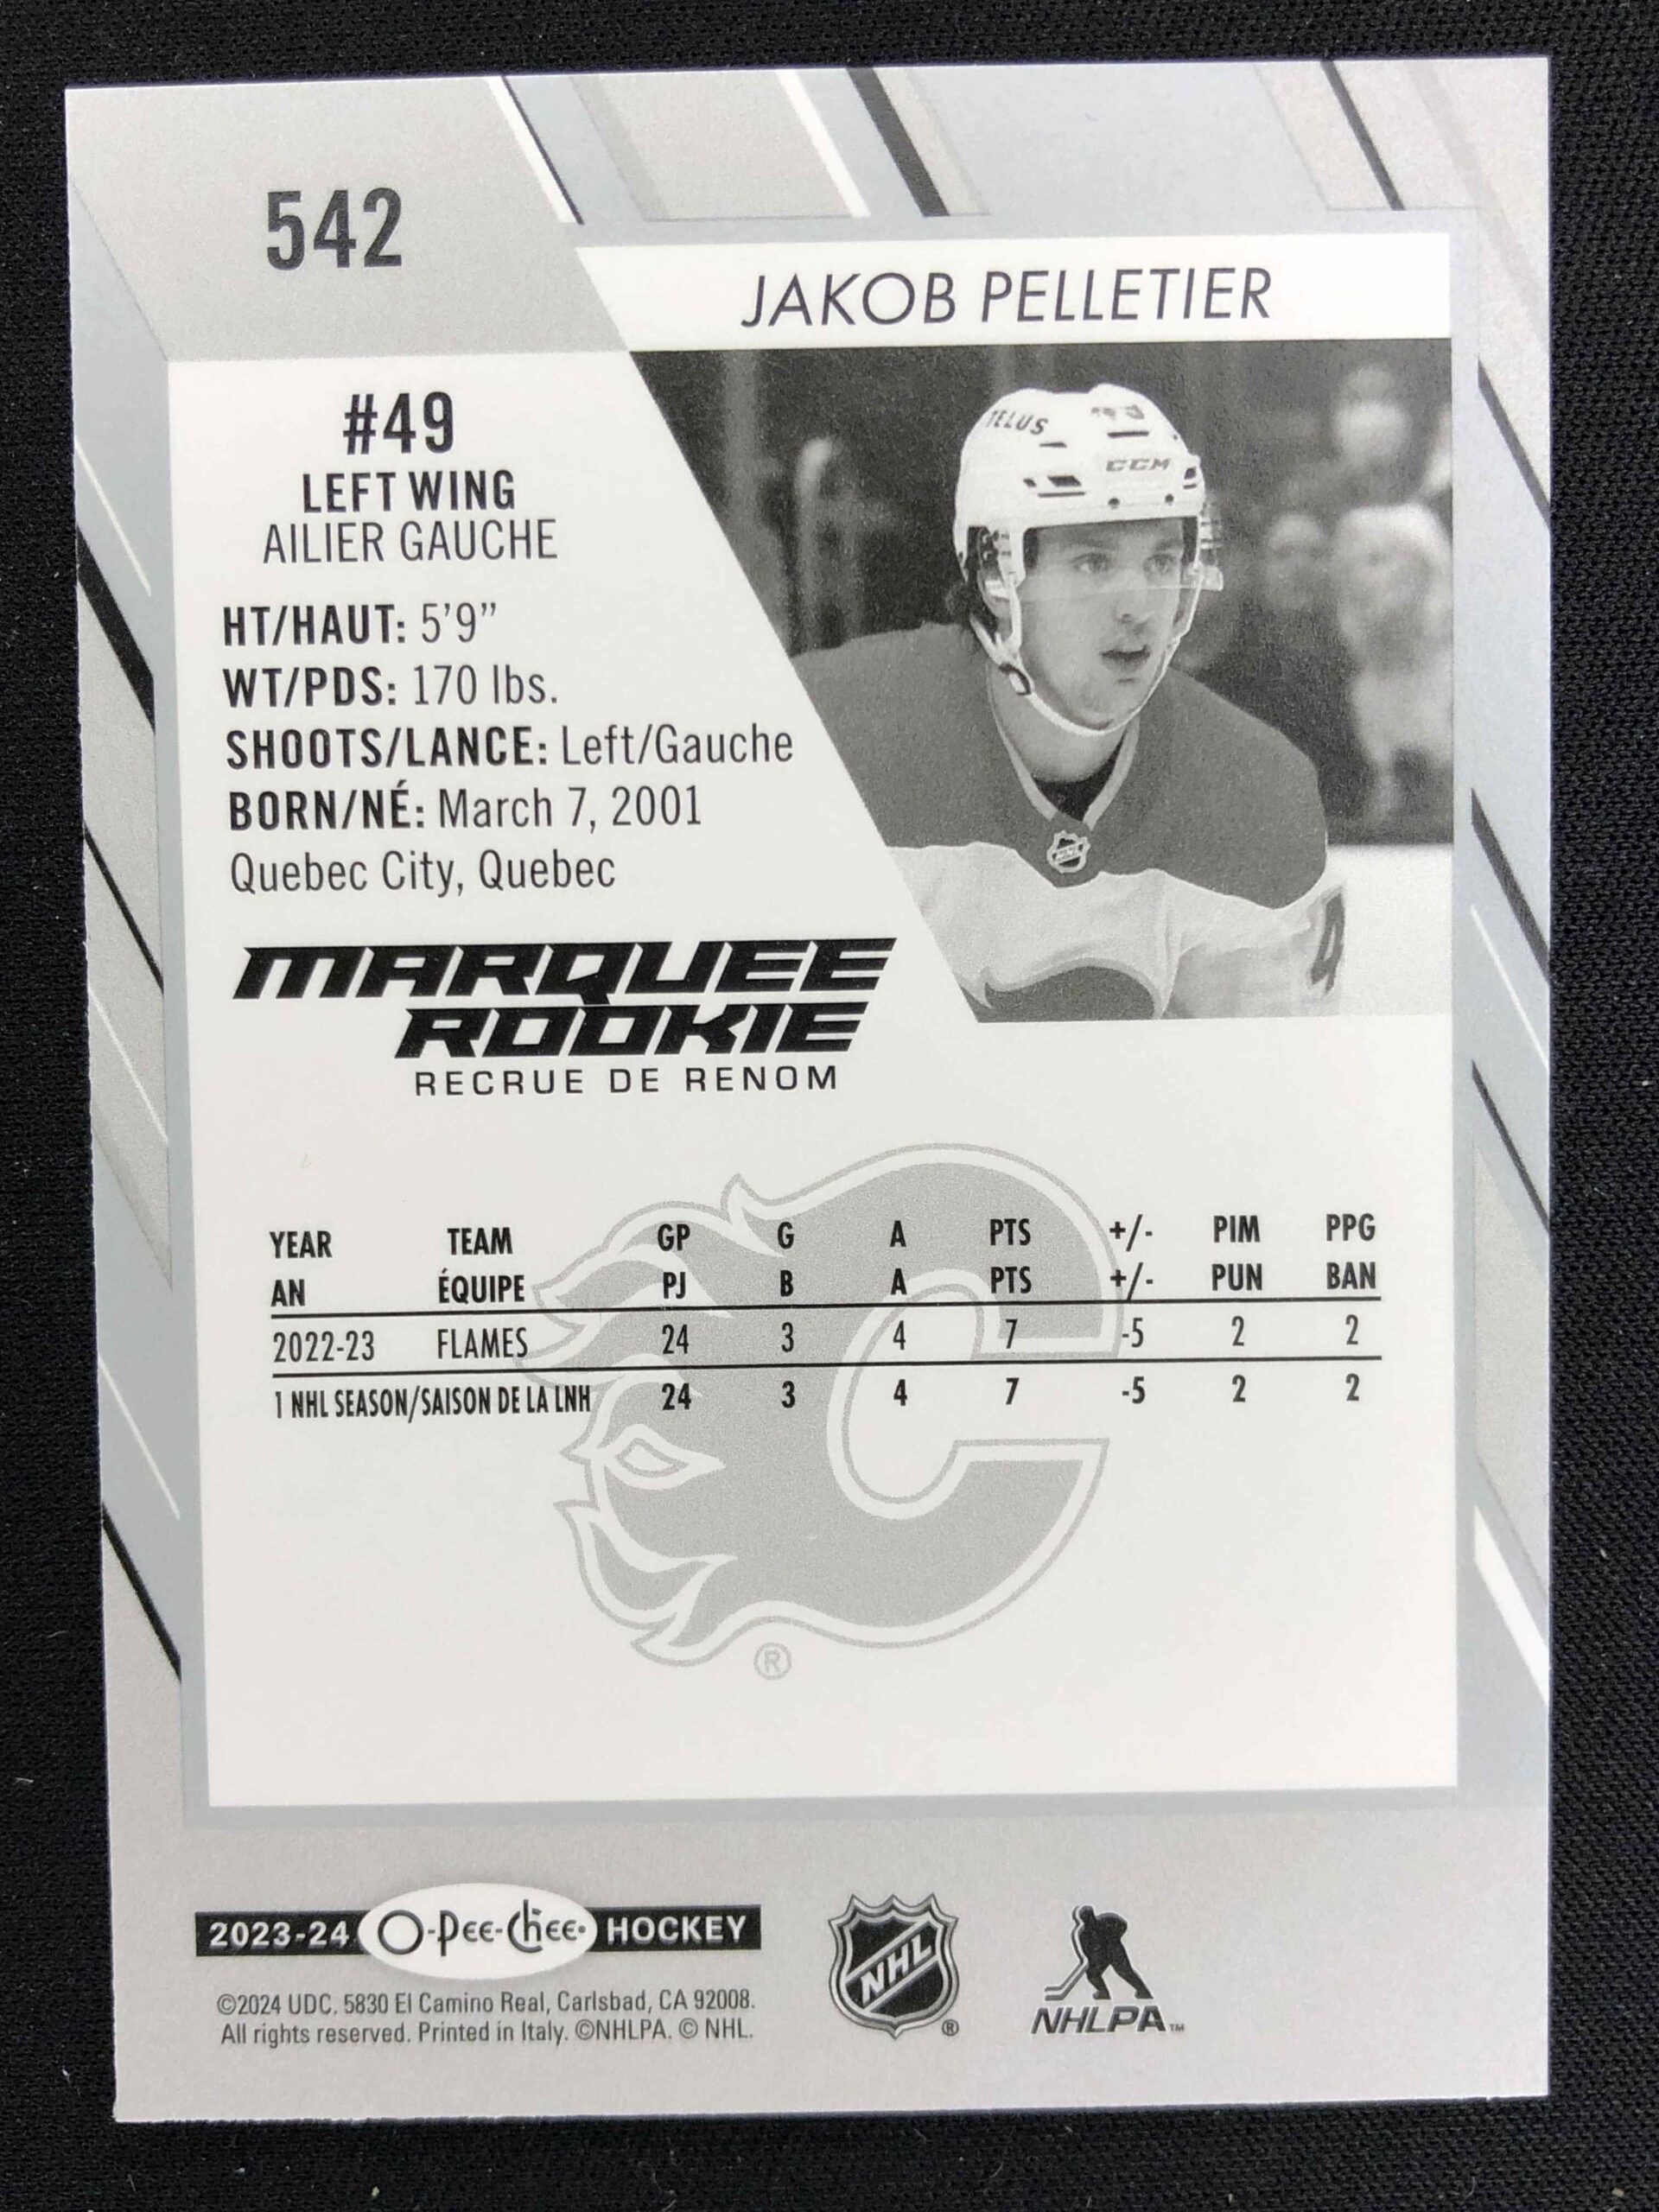 542
JAKOB PELLETIER
#49
LEFT WING
AILIER GAUCHE
HT/HAUT: 5'9"
WT/PDS: 170 lbs.
SHOOTS/LANCE: Left/Gauche
BORN/NÉ: March 7, 2001
Quebec City, Quebec
TELUS
CCM
4
MARQUEE
ROOKIE
RECRUE DE RENOM
YEAR TEAM GP G A PTS +/- PIM PPG
AN ÉQUIPE PJ B A PTS +/- PUN BAN
2022-23 FLAMES 24 3 4 7 -5 2 2
1 NHL SEASON/SAISON DE LA LNH 24 3 4 7 -5 2 2
®
2023-24 O-Pee-Chee HOCKEY
©2024 UDC. 5830 El Camino Real, Carlsbad, CA 92008.
All rights reserved. Printed in Italy. ©NHLPA. © NHL.
NHL ®
NHLPA™